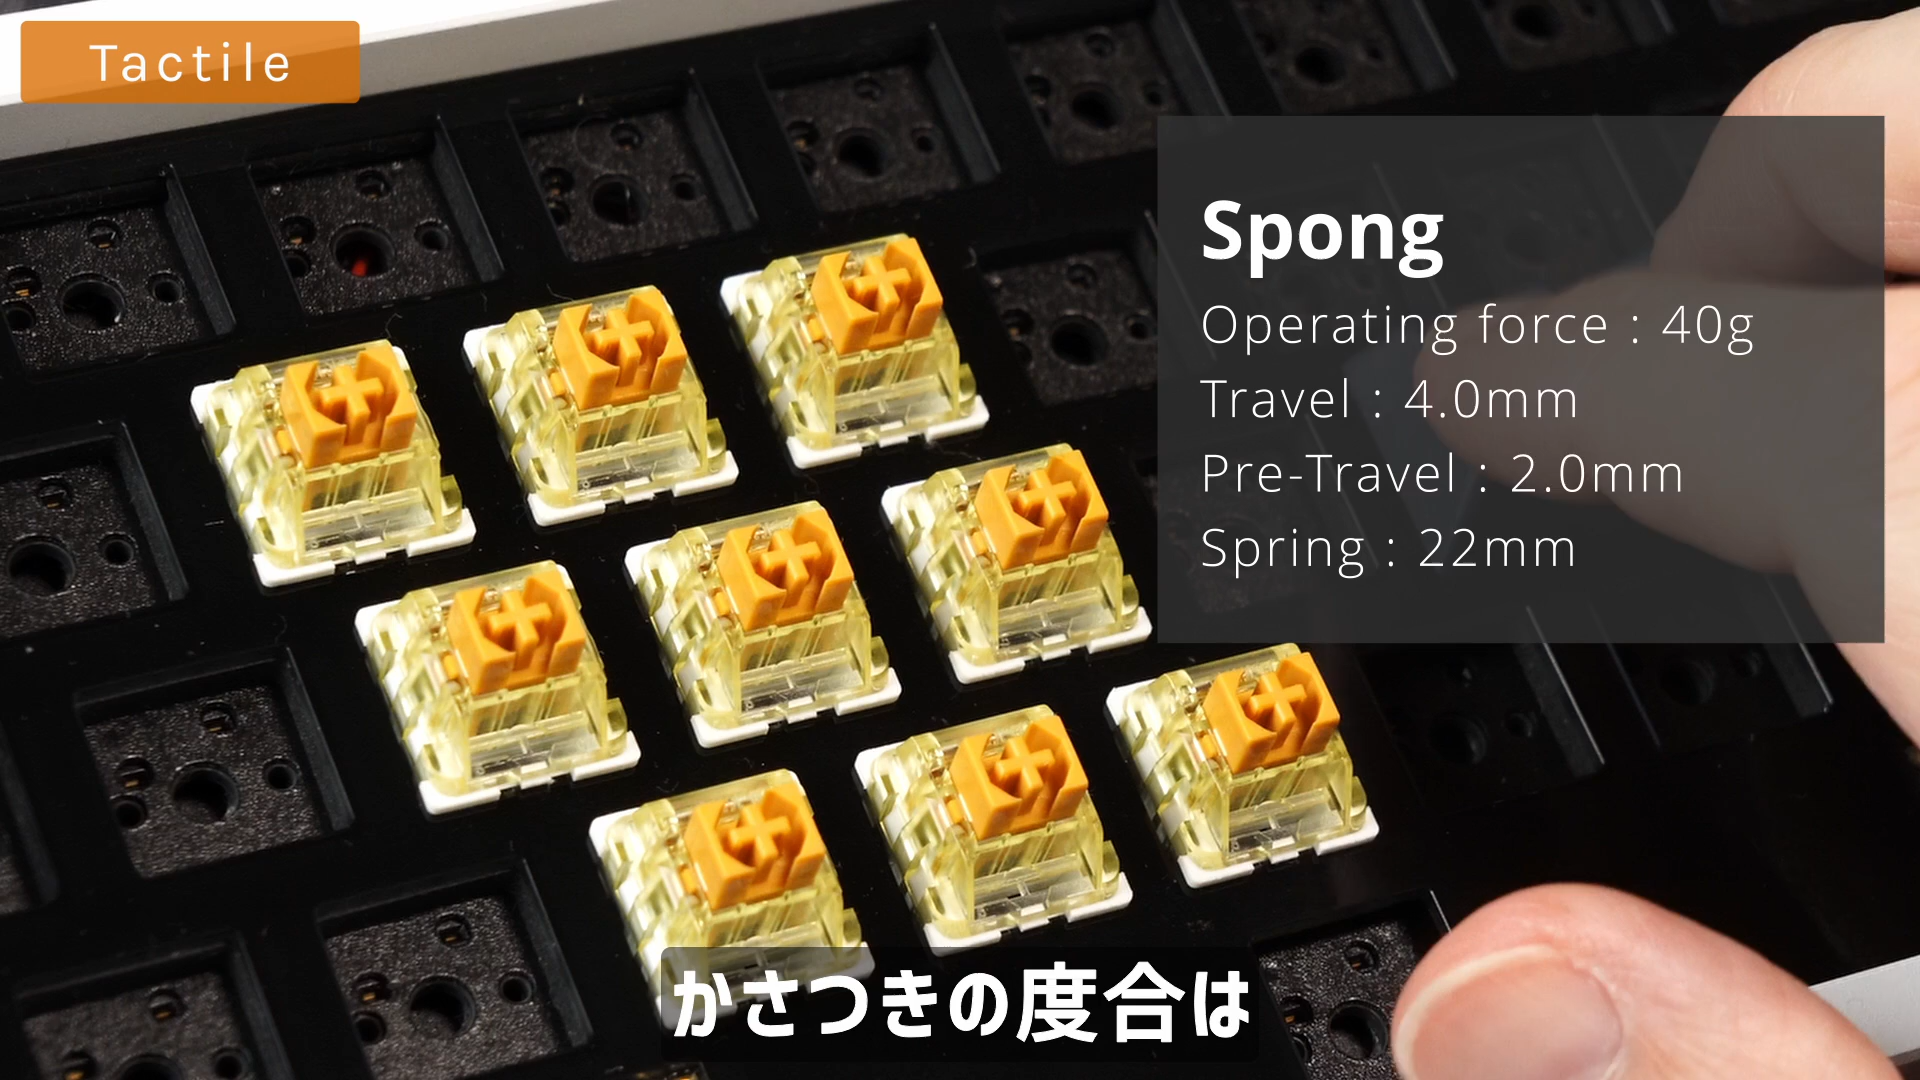 Tactile
Spong
Operating force : 40g
Travel : 4.0mm
Pre-Travel : 2.0mm
Spring : 22mm
かさつきの度合は